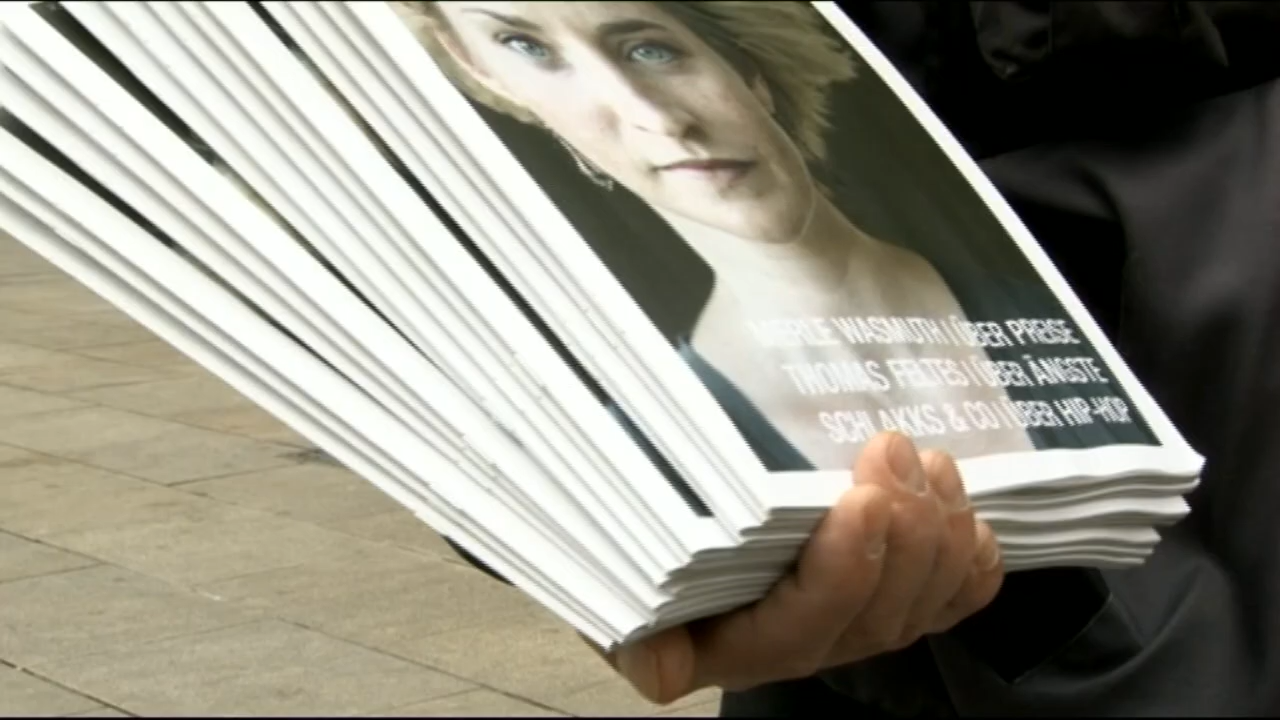 MERLE WASMUTH | ÜBER PREISE
THOMAS FELTES | ÜBER ÄNGSTE
SCHLAKKS & CO | ÜBER HIP-HOP